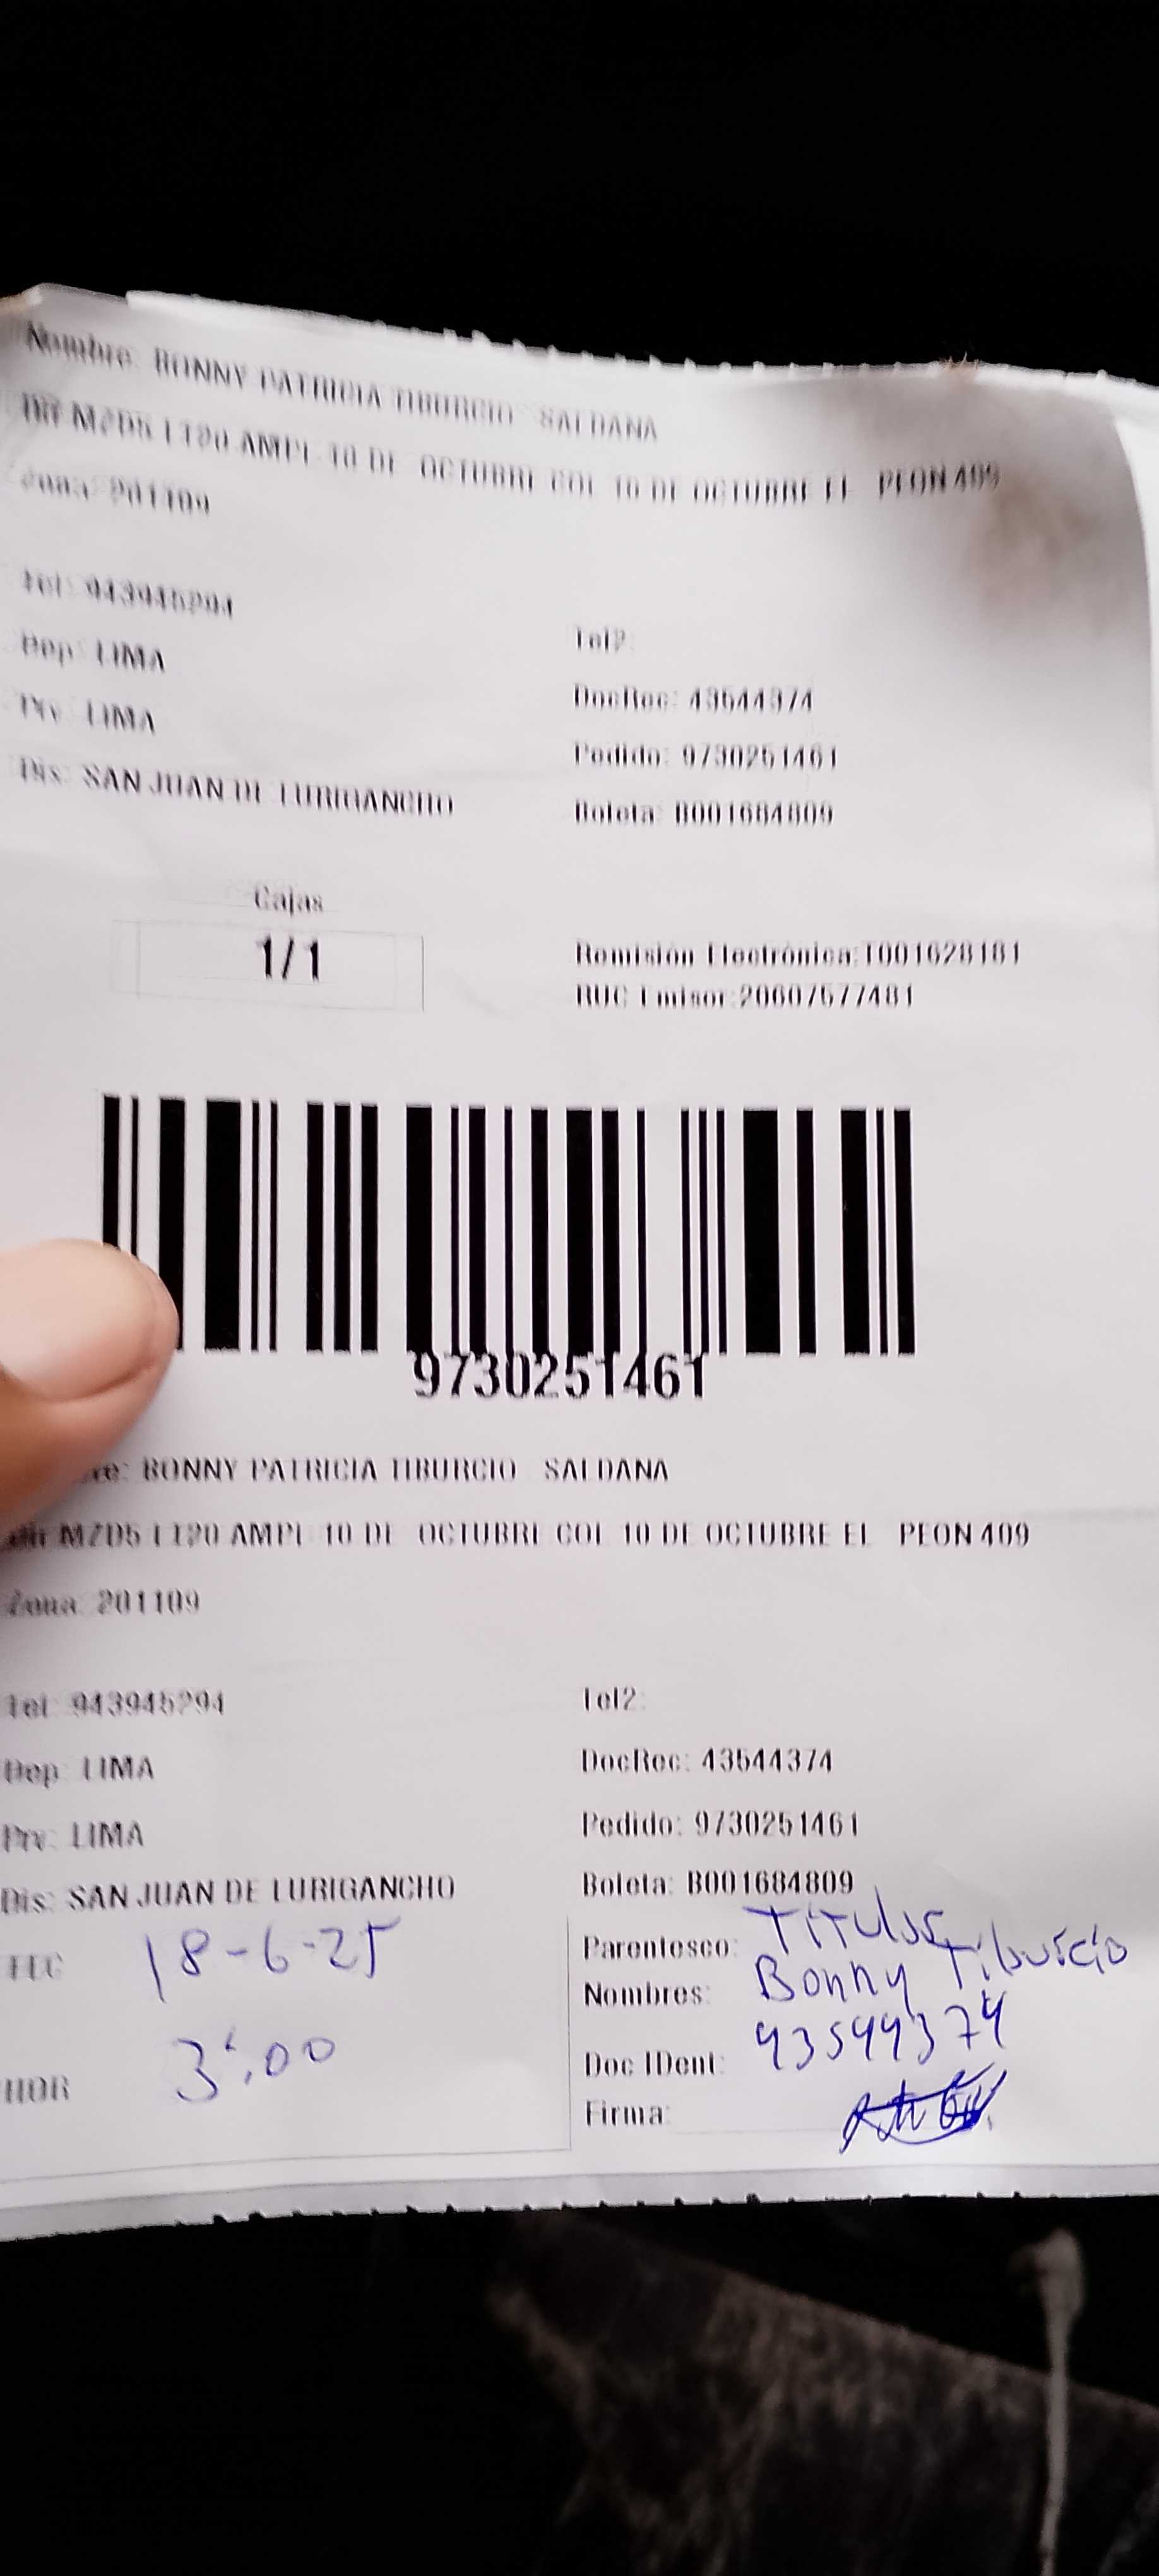 Nombre: BONNY PATRICIA TIBURCIO SALDANA
Dir MZD5 LT20 AMPL 10 DE OCTUBRE COL 10 DE OCTUBRE EL PEON 409
Zona: 201109
Tel: 943945294
Tel2:
Dep: LIMA
DocRec: 43544374
Prv: LIMA
Pedido: 9730251461
Dis: SAN JUAN DE LURIGANCHO
Boleta: B001684809
Cajas
1/1
Remisión Electrónica:T001628181
RUC Emisor:20607577481
9730251461
re: BONNY PATRICIA TIBURCIO SALDANA
Dir MZD5 LT20 AMPL 10 DE OCTUBRE COL 10 DE OCTUBRE EL PEON 409
Zona: 201109
Tel: 943945294 Tel2:
Dep: LIMA DocRec: 43544374
Prv: LIMA Pedido: 9730251461
Dis: SAN JUAN DE LURIGANCHO Boleta: B001684809
FEC 18-6-25
HOR 3:00
Parentesco: Titular
Nombres: Bonny Tiburcio
Doc IDent: 43544374
Firma: